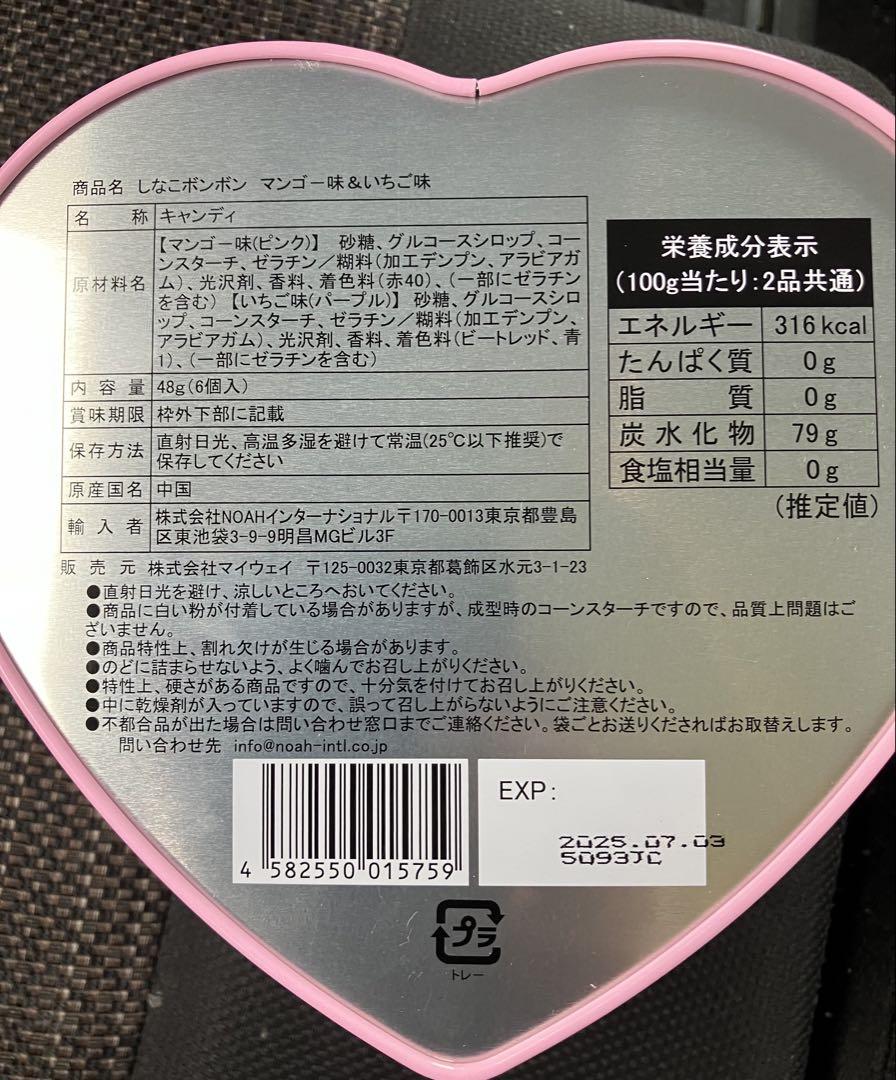 商品名 しなこボンボン マンゴー味&いちご味
名称 キャンディ
原材料名 【マンゴー味(ピンク)】 砂糖、グルコースシロップ、コー
ンスターチ、ゼラチン/糊料(加工デンプン、アラビアガ
ム)、光沢剤、香料、着色料(赤40)、(一部にゼラチン
を含む)【いちご味(パープル)】 砂糖、グルコースシロ
ップ、コーンスターチ、ゼラチン/糊料(加工デンプン、
アラビアガム)、光沢剤、香料、着色料(ビートレッド、青
1)、(一部にゼラチンを含む)
内容量 48g(6個入)
賞味期限 枠外下部に記載
保存方法 直射日光、高温多湿を避けて常温(25℃以下推奨)で
保存してください
原産国名 中国
輸入者 株式会社NOAHインターナショナル〒170-0013東京都豊島
区東池袋3-9-9明昌MGビル3F
販売元 株式会社マイウェイ 〒125-0032東京都葛飾区水元3-1-23
栄養成分表示
(100g当たり:2品共通)
エネルギー 316kcal
たんぱく質 0g
脂質 0g
炭水化物 79g
食塩相当量 0g
(推定値)
●直射日光を避け、涼しいところへおいてください。
●商品に白い粉が付着している場合がありますが、成型時のコーンスターチですので、品質上問題はご
ざいません。
●商品特性上、割れ欠けが生じる場合があります。
●のどに詰まらせないよう、よく噛んでお召し上がりください。
●特性上、硬さがある商品ですので、十分気を付けてお召し上がりください。
●中に乾燥剤が入っていますので、誤って召し上がらないようにご注意ください。
●不都合品が出た場合は問い合わせ窓口までご連絡ください。袋ごとお送りくださればお取替えします。
問い合わせ先 info@noah-intl.co.jp
4 582550 015759
EXP:
2025.07.03
5093JC
プラ
トレー